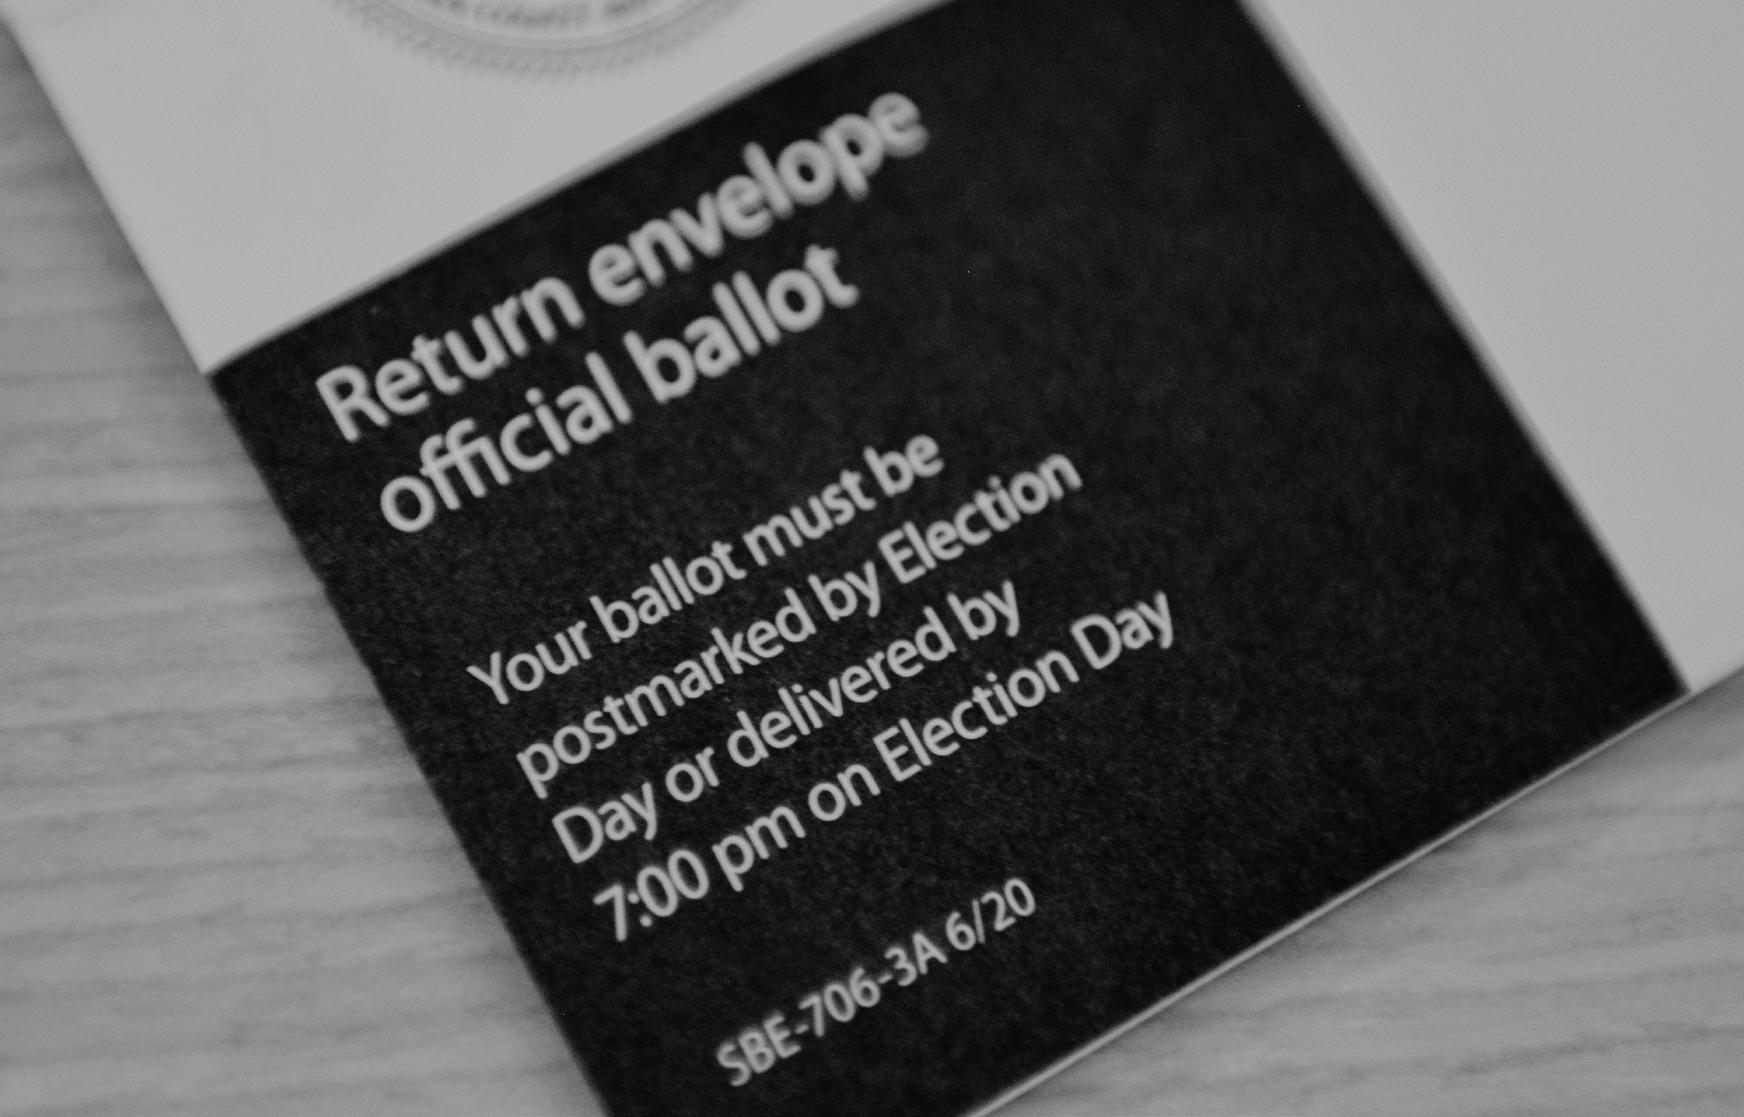 Return envelope
official ballot
Your ballot must be
postmarked by Election
Day or delivered by
7:00 pm on Election Day
SBE-706-3A 6/20